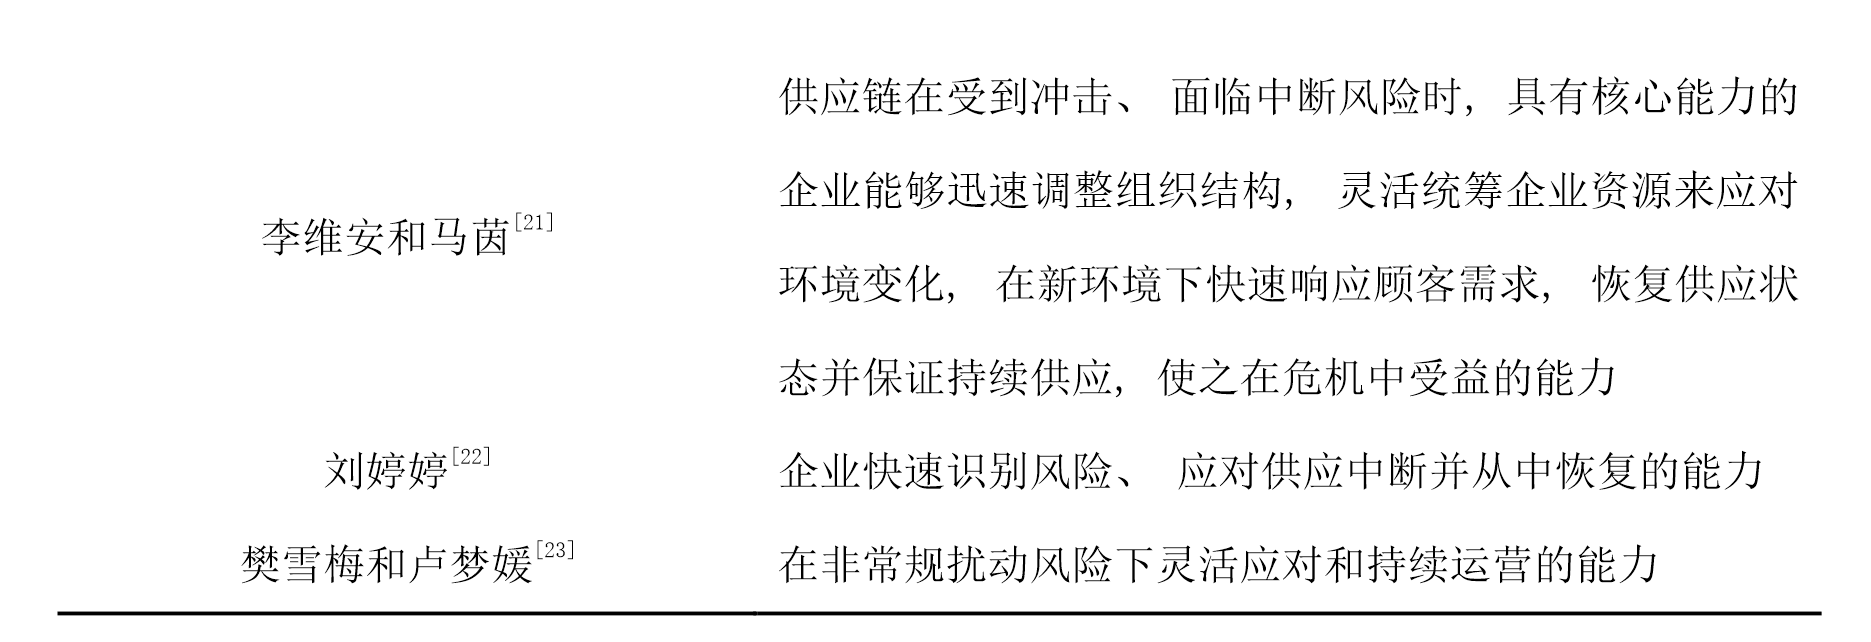 供应链在受到冲击、 面临中断风险时, 具有核心能力的
企业能够迅速调整组织结构, 灵活统筹企业资源来应对
李维安和马茵[21]
环境变化, 在新环境下快速响应顾客需求, 恢复供应状
态并保证持续供应, 使之在危机中受益的能力
刘婷婷[22] 企业快速识别风险、 应对供应中断并从中恢复的能力
樊雪梅和卢梦媛[23] 在非常规扰动风险下灵活应对和持续运营的能力